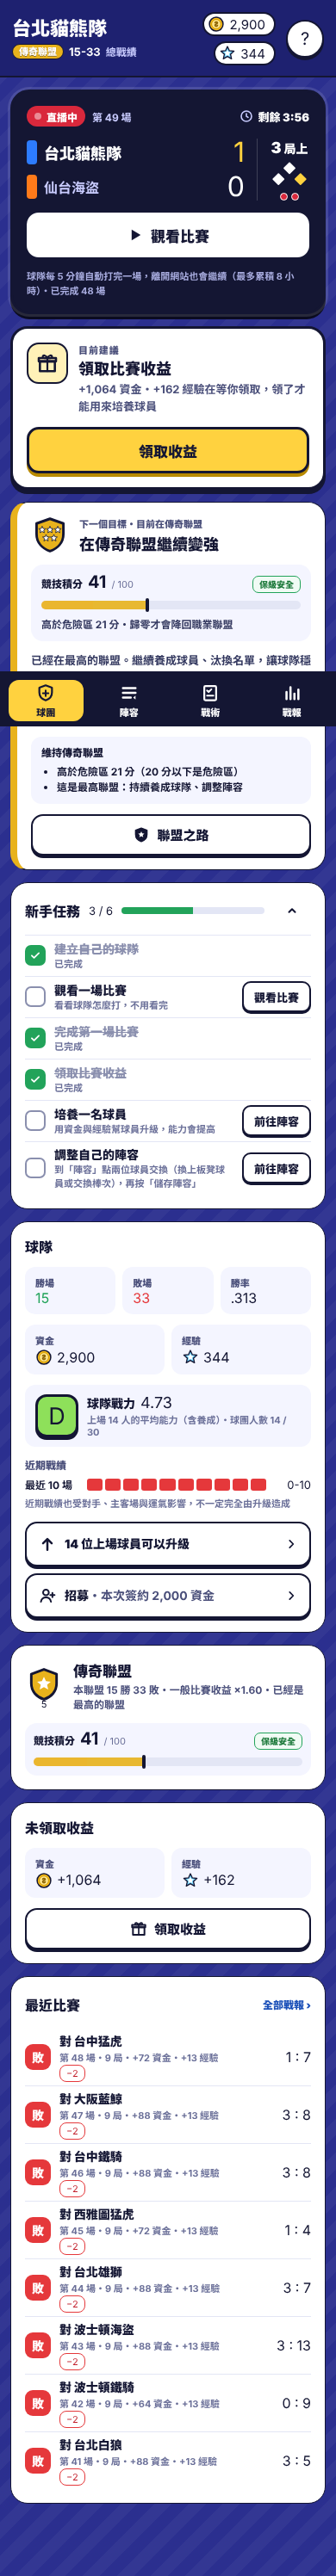 台北貓熊隊
傳奇聯盟 15-33 總戰績
2,900
344
?
直播中 第 49 場 剩餘 3:56
台北貓熊隊 1
仙台海盜 0
3 局上
觀看比賽
球隊每 5 分鐘自動打完一場，離開網站也會繼續（最多累積 8 小
時）・已完成 48 場
目前建議
領取比賽收益
+1,064 資金・+162 經驗在等你領取，領了才
能用來培養球員
領取收益
下一個目標・目前在傳奇聯盟
在傳奇聯盟繼續變強
競技積分 41 / 100 保級安全
高於危險區 21 分・歸零才會降回職業聯盟
已經在最高的聯盟。繼續養成球員、汰換名單，讓球隊穩
球團
陣容
戰術
戰報
維持傳奇聯盟
• 高於危險區 21 分（20 分以下是危險區）
• 這是最高聯盟：持續養成球員、調整陣容
聯盟之路
新手任務 3 / 6
建立自己的球隊
已完成
觀看一場比賽
看看球隊怎麼打，不用看完
觀看比賽
完成第一場比賽
已完成
領取比賽收益
已完成
培養一名球員
用資金與經驗幫球員升級，能力會提高
前往陣容
調整自己的陣容
到「陣容」點兩位球員交換（換上板凳球
員或交換棒次），再按「儲存陣容」
前往陣容
球隊
勝場
15
敗場
33
勝率
.313
資金
2,900
經驗
344
D
球隊戰力 4.73
上場 14 人的平均能力（含養成）・球團人數 14 /
30
近期戰績
最近 10 場 0-10
近期戰績也受對手、主客場與運氣影響，不一定完全由升級造成
14 位上場球員可以升級
招募・本次簽約 2,000 資金
5
傳奇聯盟
本聯盟 15 勝 33 敗・一般比賽收益 ×1.60・已經是
最高的聯盟
競技積分 41 / 100 保級安全
未領取收益
資金
+1,064
經驗
+162
領取收益
最近比賽 全部戰報 ›
敗
對 台中猛虎
第 48 場・9 局・+72 資金・+13 經驗
−2
1 : 7
敗
對 大阪藍鯨
第 47 場・9 局・+88 資金・+13 經驗
−2
3 : 8
敗
對 台中鐵騎
第 46 場・9 局・+88 資金・+13 經驗
−2
3 : 8
敗
對 西雅圖猛虎
第 45 場・9 局・+72 資金・+13 經驗
−2
1 : 4
敗
對 台北雄獅
第 44 場・9 局・+88 資金・+13 經驗
−2
3 : 7
敗
對 波士頓海盜
第 43 場・9 局・+88 資金・+13 經驗
−2
3 : 13
敗
對 波士頓鐵騎
第 42 場・9 局・+64 資金・+13 經驗
−2
0 : 9
敗
對 台北白狼
第 41 場・9 局・+88 資金・+13 經驗
−2
3 : 5